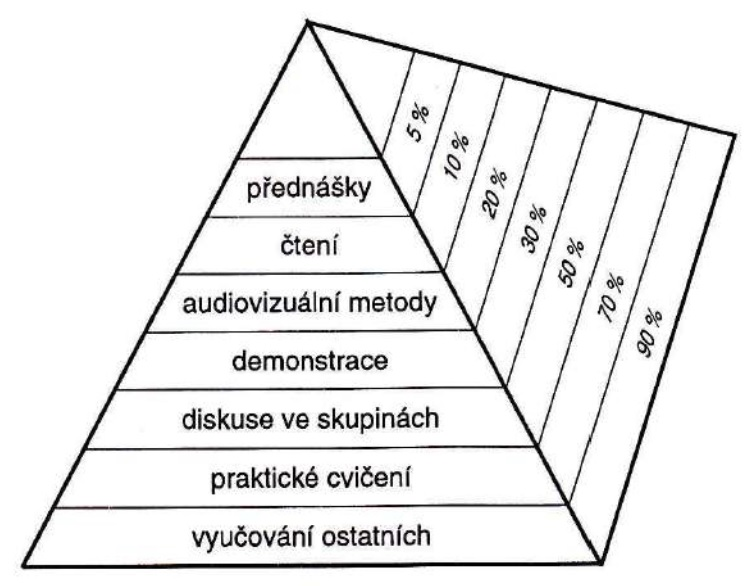 přednášky
5 %
čtení
10 %
audiovizuální metody
20 %
demonstrace
30 %
diskuse ve skupinách
50 %
praktické cvičení
70 %
vyučování ostatních
90 %